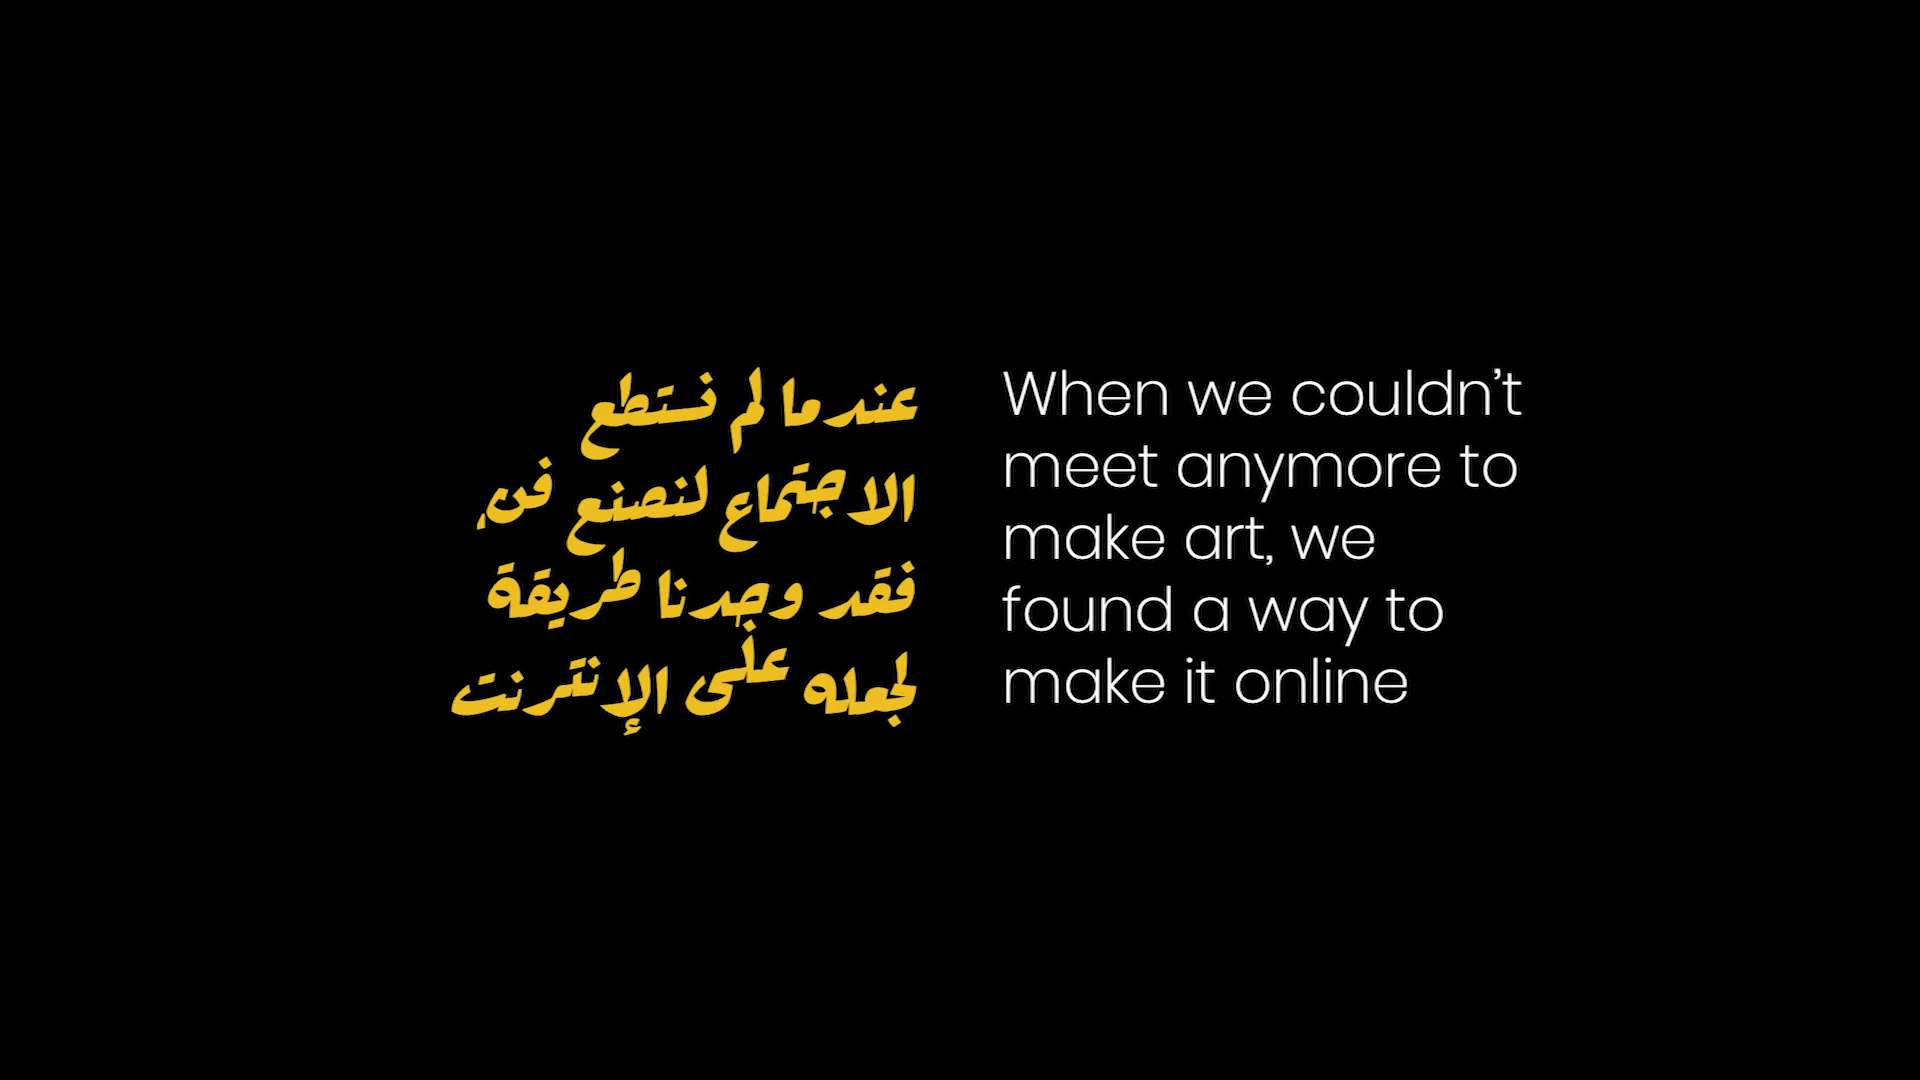 عندما لم نستطع
الاجتماع لنصنع فن,
فقد وجدنا طريقة
لجعله على الإنترنت
When we couldn’t
meet anymore to
make art, we
found a way to
make it online